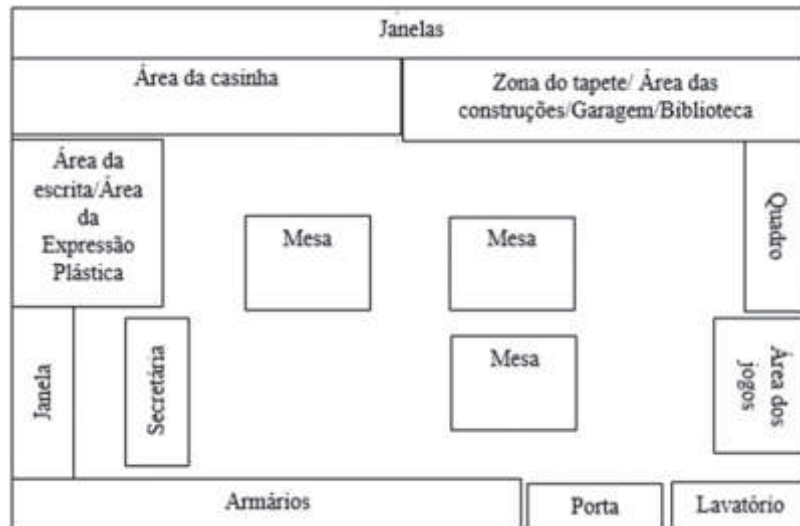 Janelas
Área da casinha
Zona do tapete/ Área das
construções/Garagem/Biblioteca
Área da
escrita/Área
da
Expressão
Plástica
Mesa
Mesa
Quadro
Janela
Secretária
Mesa
Área dos
jogos
Armários
Porta
Lavatório